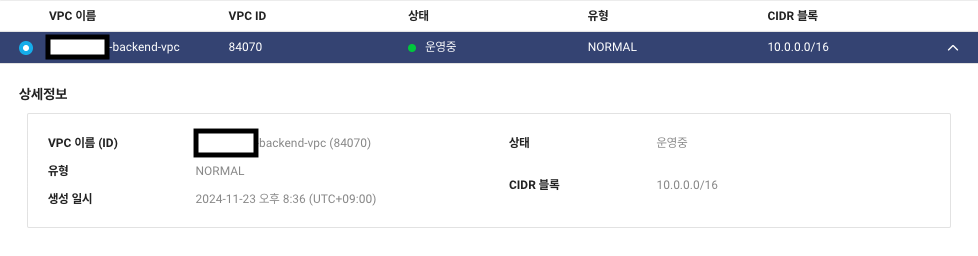 VPC 이름 VPC ID 상태 유형 CIDR 블록
-backend-vpc 84070 운영중 NORMAL 10.0.0.0/16
상세정보
VPC 이름 (ID) backend-vpc (84070) 상태 운영중
유형 NORMAL
CIDR 블록 10.0.0.0/16
생성 일시 2024-11-23 오후 8:36 (UTC+09:00)